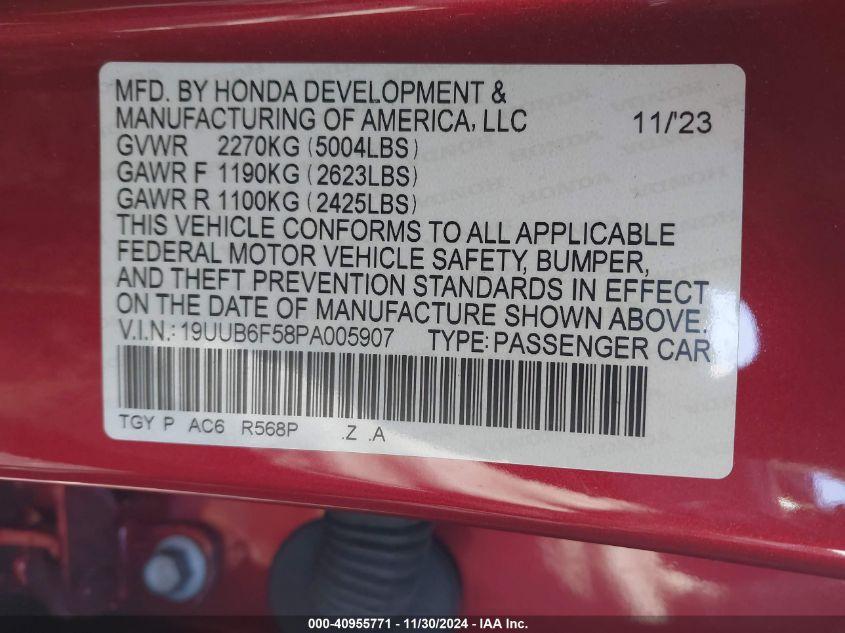 MFD. BY HONDA DEVELOPMENT &
MANUFACTURING OF AMERICA, LLC 11/'23
GVWR 2270KG (5004LBS)
GAWR F 1190KG (2623LBS)
GAWR R 1100KG (2425LBS)
THIS VEHICLE CONFORMS TO ALL APPLICABLE
FEDERAL MOTOR VEHICLE SAFETY, BUMPER,
AND THEFT PREVENTION STANDARDS IN EFFECT
ON THE DATE OF MANUFACTURE SHOWN ABOVE.
V.I.N.: 19UUB6F58PA005907 TYPE: PASSENGER CAR
TGY P AC6 R568P .Z .A
000-40955771 - 11/30/2024 - IAA Inc.